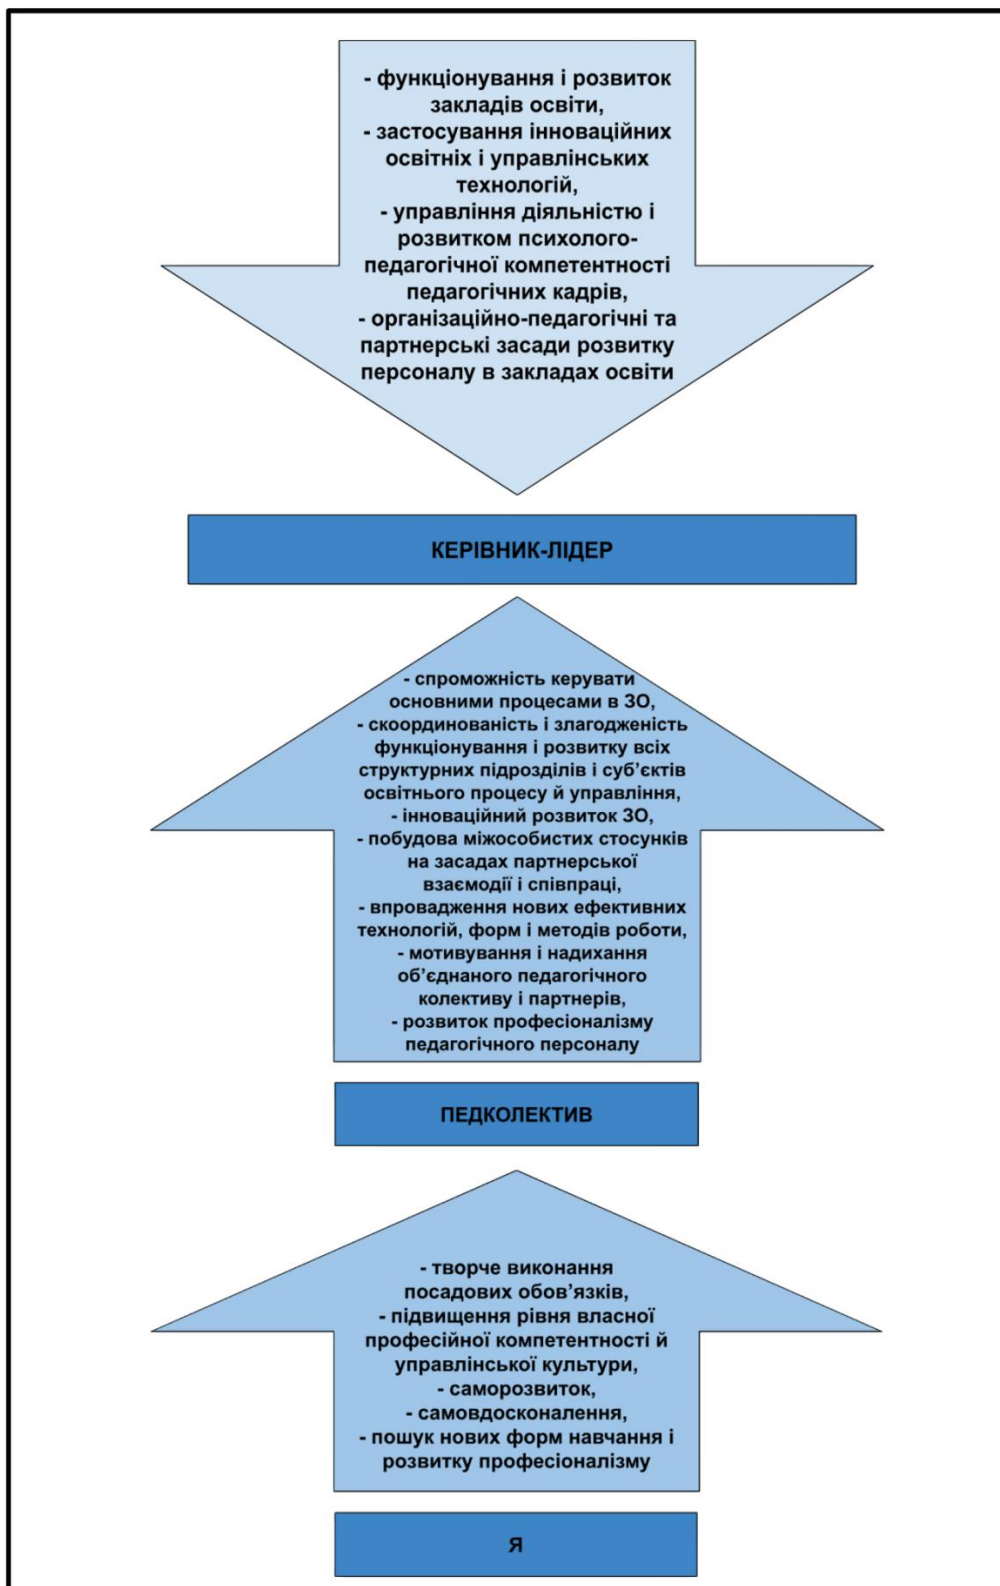 - функціонування і розвиток
закладів освіти,
- застосування інноваційних
освітніх і управлінських
технологій,
- управління діяльністю і
розвитком психолого-
педагогічної компетентності
педагогічних кадрів,
- організаційно-педагогічні та
партнерські засади розвитку
персоналу в закладах освіти
КЕРІВНИК-ЛІДЕР
- спроможність керувати
основними процесами в ЗО,
- скоординованість і злагодженість
функціонування і розвитку всіх
структурних підрозділів і суб’єктів
освітнього процесу й управління,
- інноваційний розвиток ЗО,
- побудова міжособистих стосунків
на засадах партнерської
взаємодії і співпраці,
- впровадження нових ефективних
технологій, форм і методів роботи,
- мотивування і надихання
об’єднаного педагогічного
колективу і партнерів,
- розвиток професіоналізму
педагогічного персоналу
ПЕДКОЛЕКТИВ
- творче виконання
посадових обов’язків,
- підвищення рівня власної
професійної компетентності й
управлінської культури,
- саморозвиток,
- самовдосконалення,
- пошук нових форм навчання і
розвитку професіоналізму
Я